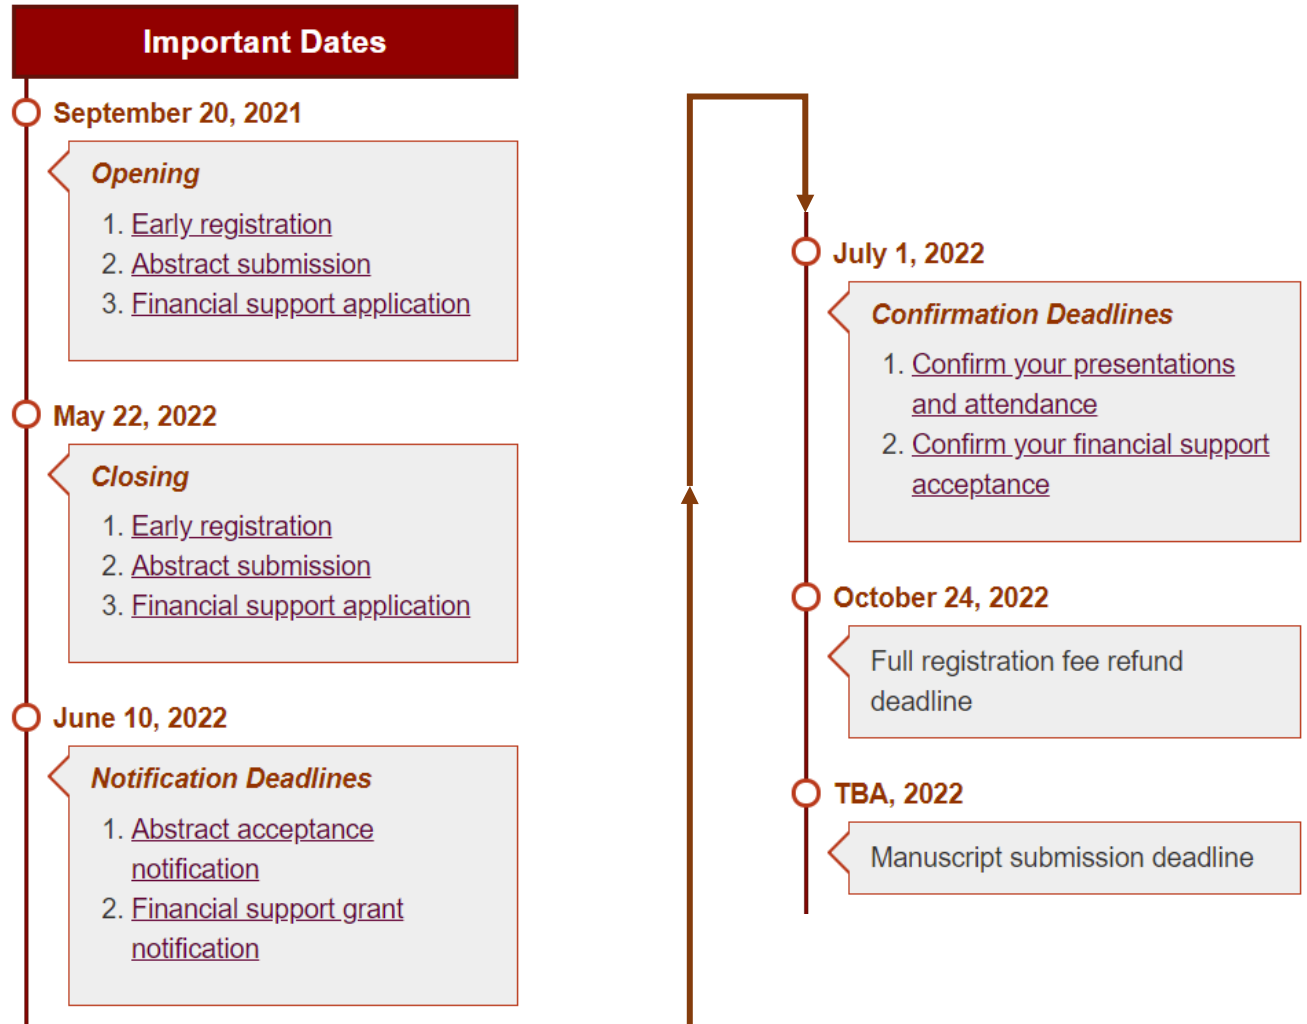 Important Dates
September 20, 2021
Opening
1. Early registration
2. Abstract submission
3. Financial support application
May 22, 2022
Closing
1. Early registration
2. Abstract submission
3. Financial support application
June 10, 2022
Notification Deadlines
1. Abstract acceptance
notification
2. Financial support grant
notification
July 1, 2022
Confirmation Deadlines
1. Confirm your presentations
and attendance
2. Confirm your financial support
acceptance
October 24, 2022
Full registration fee refund
deadline
TBA, 2022
Manuscript submission deadline